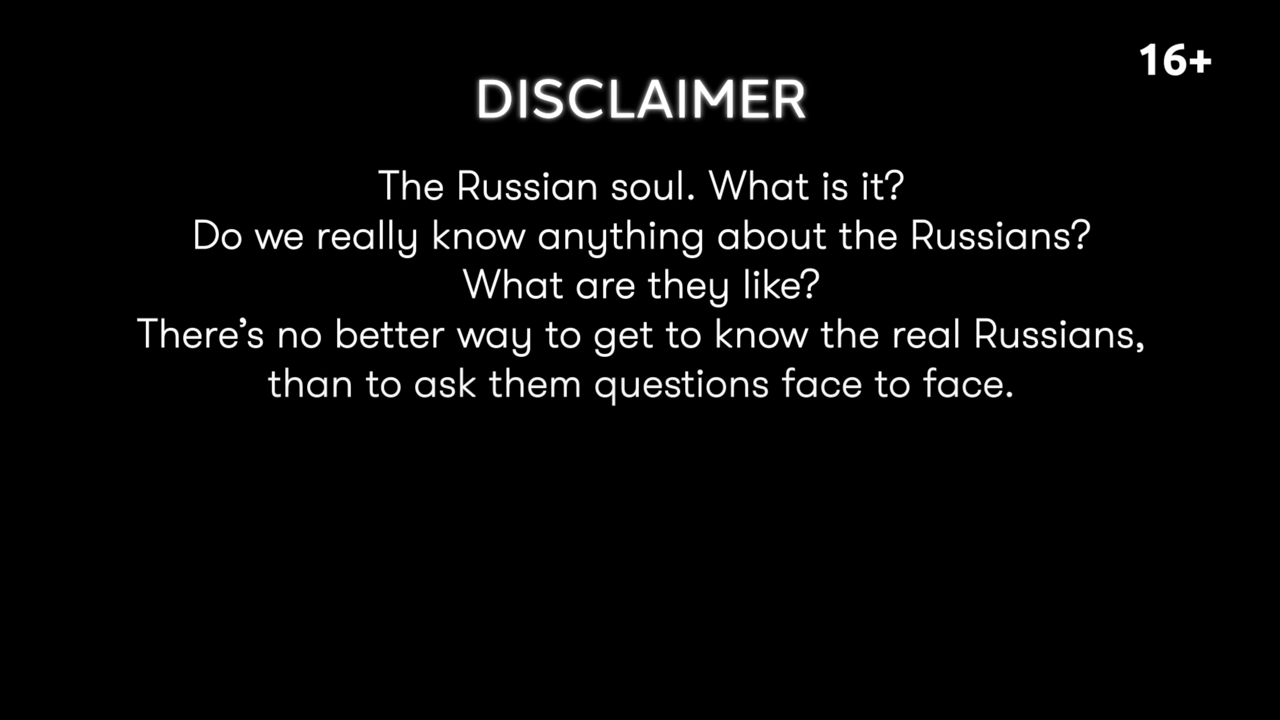 16+
DISCLAIMER
The Russian soul. What is it?
Do we really know anything about the Russians?
What are they like?
There’s no better way to get to know the real Russians,
than to ask them questions face to face.